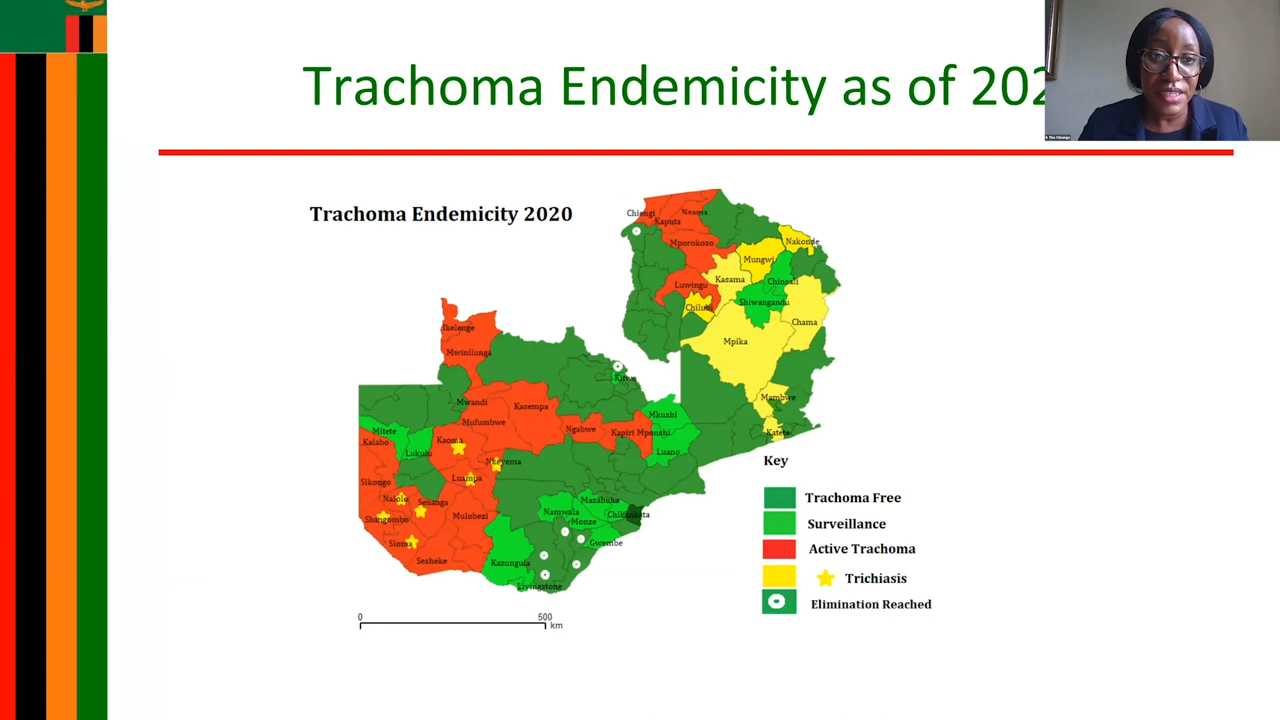 Trachoma Endemicity as of 202
Trachoma Endemicity 2020
Chiengi
Nsama
Kaputa
Mporokoso
Nakonde
Mungwi
Kasama
Chinsali
Luwingu
Chilubi
Shiwangandu
Chama
Mpika
Ikelenge
Mwinilunga
Kitwe
Mambwe
Mwandi
Kasempa
Mkushi
Mufumbwe
Ngabwe
Kapiri Mposhi
Katete
Mitete
Kalabo
Kaoma
Lukulu
Luano
Nkeyema
Luampa
Sikongo
Nalolo
Senanga
Shangombo
Mulobezi
Sioma
Sesheke
Mazabuka
Namwala
Chikankata
Monze
Gwembe
Kazungula
Livingstone
Key
Trachoma Free
Surveillance
Active Trachoma
Trichiasis
Elimination Reached
0 500
km